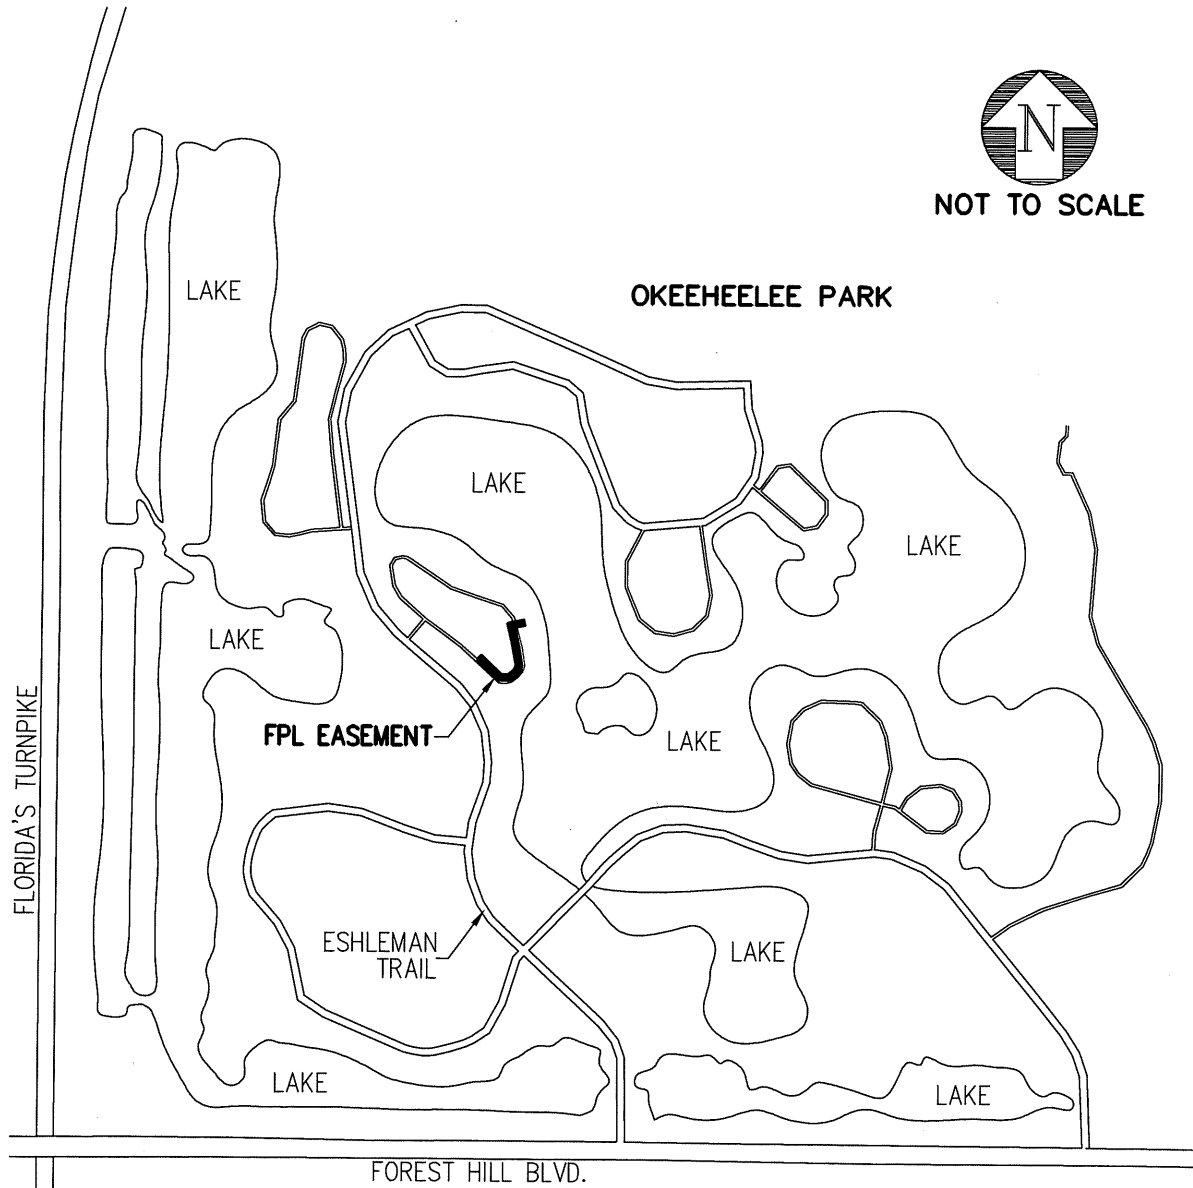 N
NOT TO SCALE
LAKE
OKEEHEELEE PARK
LAKE
LAKE
LAKE
FPL EASEMENT
LAKE
FLORIDA'S TURNPIKE
ESHLEMAN
TRAIL
LAKE
LAKE
LAKE
FOREST HILL BLVD.